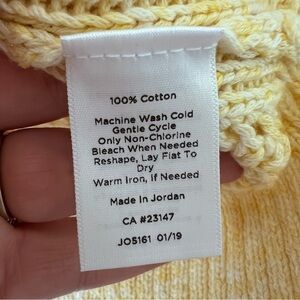 100% Cotton
Machine Wash Cold
Gentle Cycle
Only Non-Chlorine
Bleach When Needed
Reshape, Lay Flat To
Dry
Warm Iron, If Needed
Made In Jordan
CA #23147
JO5161 01/19